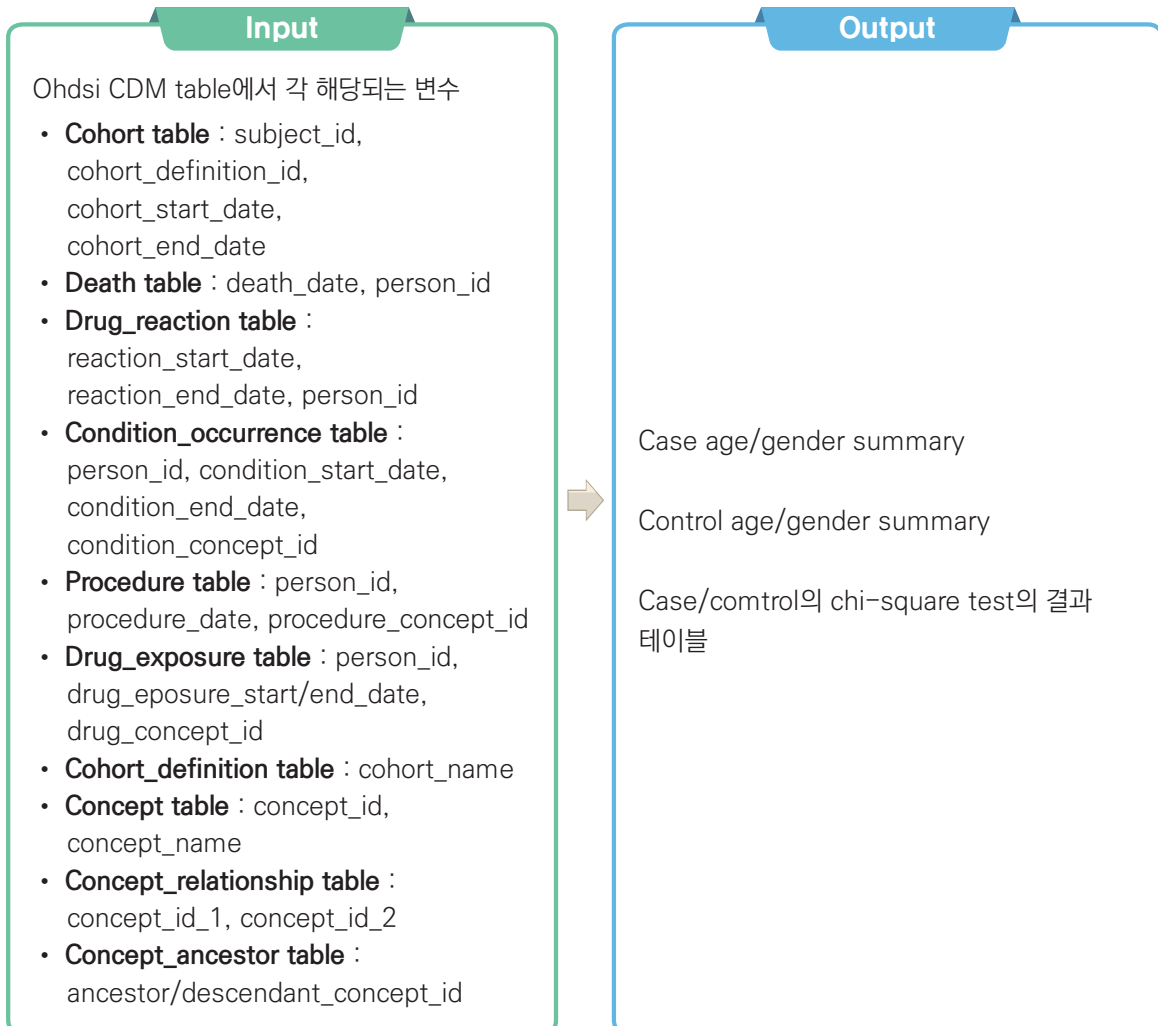 Input
Ohdsi CDM table에서 각 해당되는 변수
• Cohort table : subject_id,
cohort_definition_id,
cohort_start_date,
cohort_end_date
• Death table : death_date, person_id
• Drug_reaction table :
reaction_start_date,
reaction_end_date, person_id
• Condition_occurrence table :
person_id, condition_start_date,
condition_end_date,
condition_concept_id
• Procedure table : person_id,
procedure_date, procedure_concept_id
• Drug_exposure table : person_id,
drug_eposure_start/end_date,
drug_concept_id
• Cohort_definition table : cohort_name
• Concept table : concept_id,
concept_name
• Concept_relationship table :
concept_id_1, concept_id_2
• Concept_ancestor table :
ancestor/descendant_concept_id
Output
Case age/gender summary
Control age/gender summary
Case/comtrol의 chi-square test의 결과
테이블